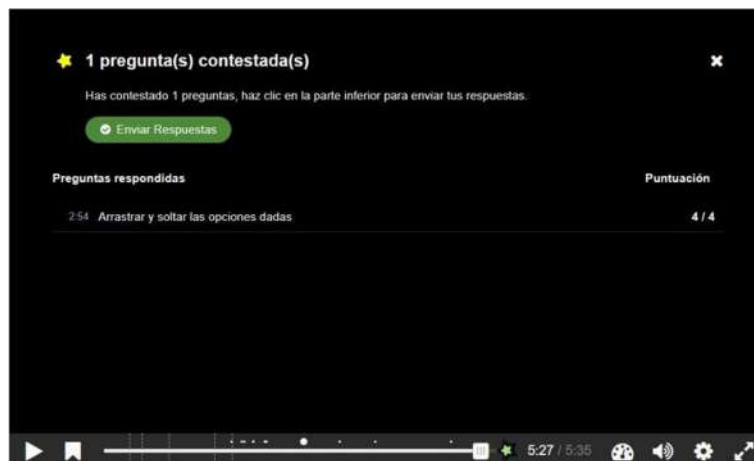 1 pregunta(s) contestada(s)
Has contestado 1 preguntas, haz clic en la parte inferior para enviar tus respuestas.
Enviar Respuestas
Preguntas respondidas Puntuación
2:54 Arrastrar y soltar las opciones dadas 4 / 4
5:27 / 5:35